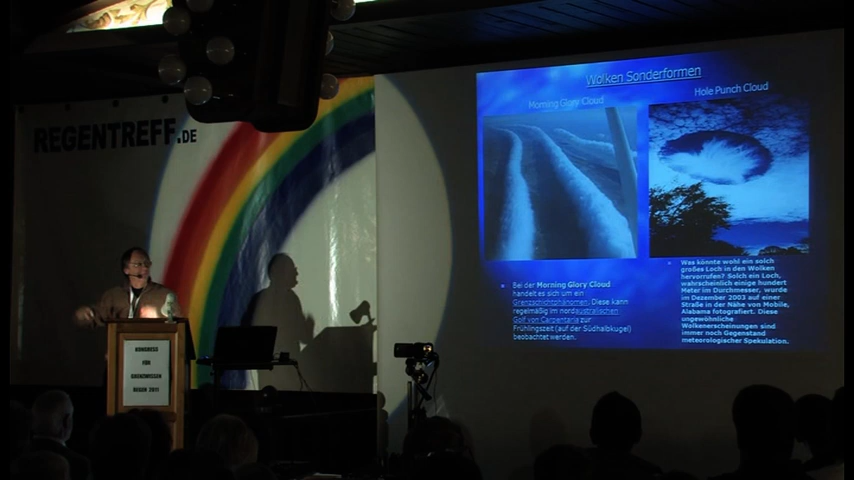 REGENTREFF.DE
KONGRESS
FÜR
GRENZWISSEN
REGEN 2011
Wolken Sonderformen
Morning Glory Cloud
Hole Punch Cloud
Bei der Morning Glory Cloud
handelt es sich um ein
Grenzschichtphänomen. Diese kann
regelmäßig im nordaustralischen
Golf von Carpentaria zur
Frühlingszeit (auf der Südhalbkugel)
beobachtet werden.
Was könnte wohl ein solch
großes Loch in den Wolken
hervorrufen? Solch ein Loch,
wahrscheinlich einige hundert
Meter im Durchmesser, wurde
im Dezember 2003 auf einer
Straße in der Nähe von Mobile,
Alabama fotografiert. Diese
ungewöhnliche
Wolkenerscheinungen sind
immer noch Gegenstand
meteorologischer Spekulation.